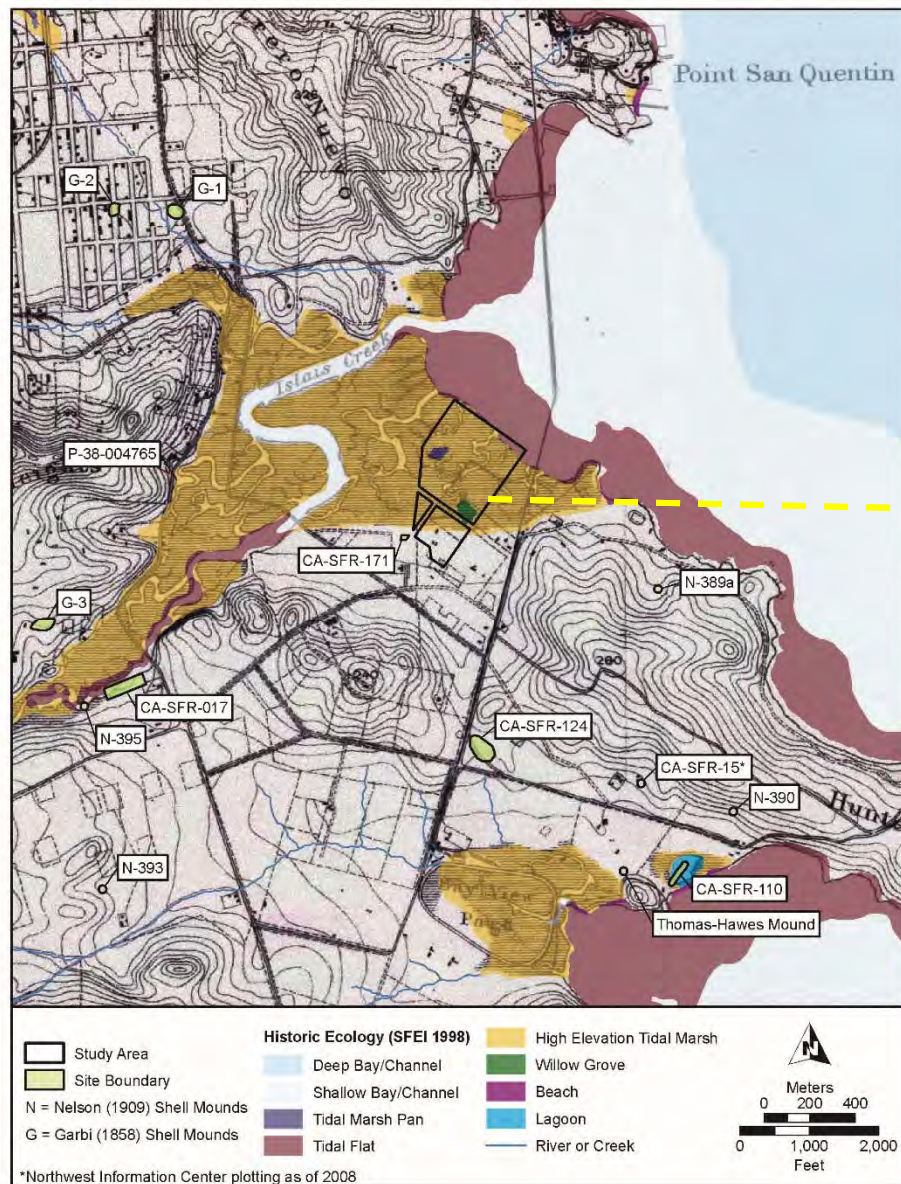 Point San Quentin
G-2
G-1
225
Islais Creek
P-38-004765
CA-SFR-171
N-389a
G-3
260
240
CA-SFR-017
CA-SFR-124
N-395
CA-SFR-15*
N-390
N-393
CA-SFR-110
Thomas-Hawes Mound
Study Area
Site Boundary
N = Nelson (1909) Shell Mounds
G = Garbi (1858) Shell Mounds
Historic Ecology (SFEI 1998)
Deep Bay/Channel
Shallow Bay/Channel
Tidal Marsh Pan
Tidal Flat
High Elevation Tidal Marsh
Willow Grove
Beach
Lagoon
River or Creek
N
Meters
0 200 400
0 1,000 2,000
Feet
*Northwest Information Center plotting as of 2008